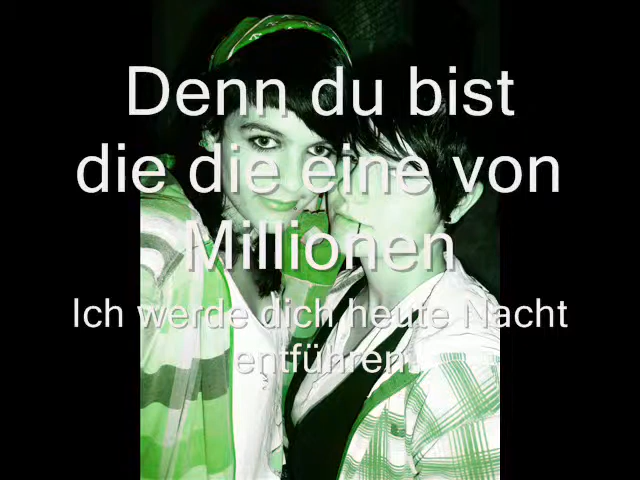 Denn du bist
die die eine von
Millionen
Ich werde dich heute Nacht
entführen.